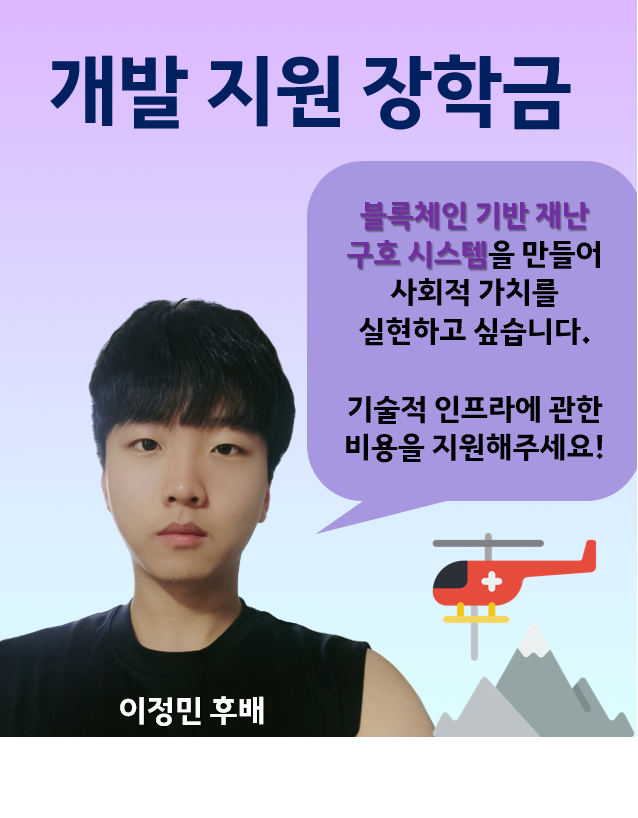 개발 지원 장학금
블록체인 기반 재난
구호 시스템을 만들어
사회적 가치를
실현하고 싶습니다.
기술적 인프라에 관한
비용을 지원해주세요!
이정민 후배